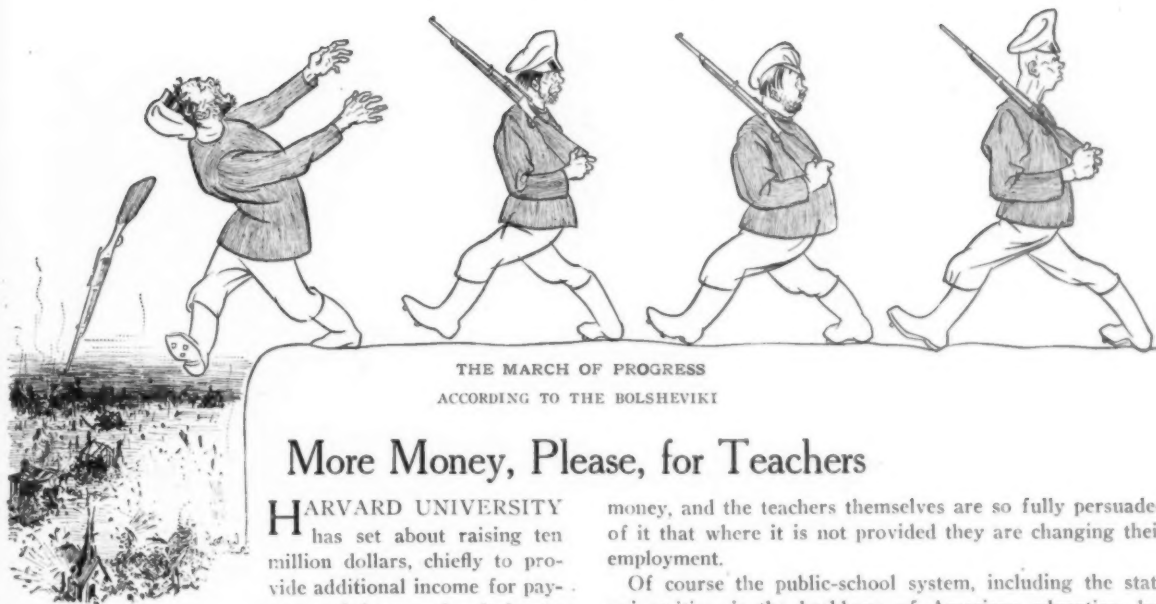 THE MARCH OF PROGRESS
ACCORDING TO THE BOLSHEVIKI
More Money, Please, for Teachers
HARVARD UNIVERSITY
has set about raising ten
million dollars, chiefly to pro-
vide additional income for pay-
money, and the teachers themselves are so fully persuade
of it that where it is not provided they are changing thei
employment.
Of course the public-school system, including the stat